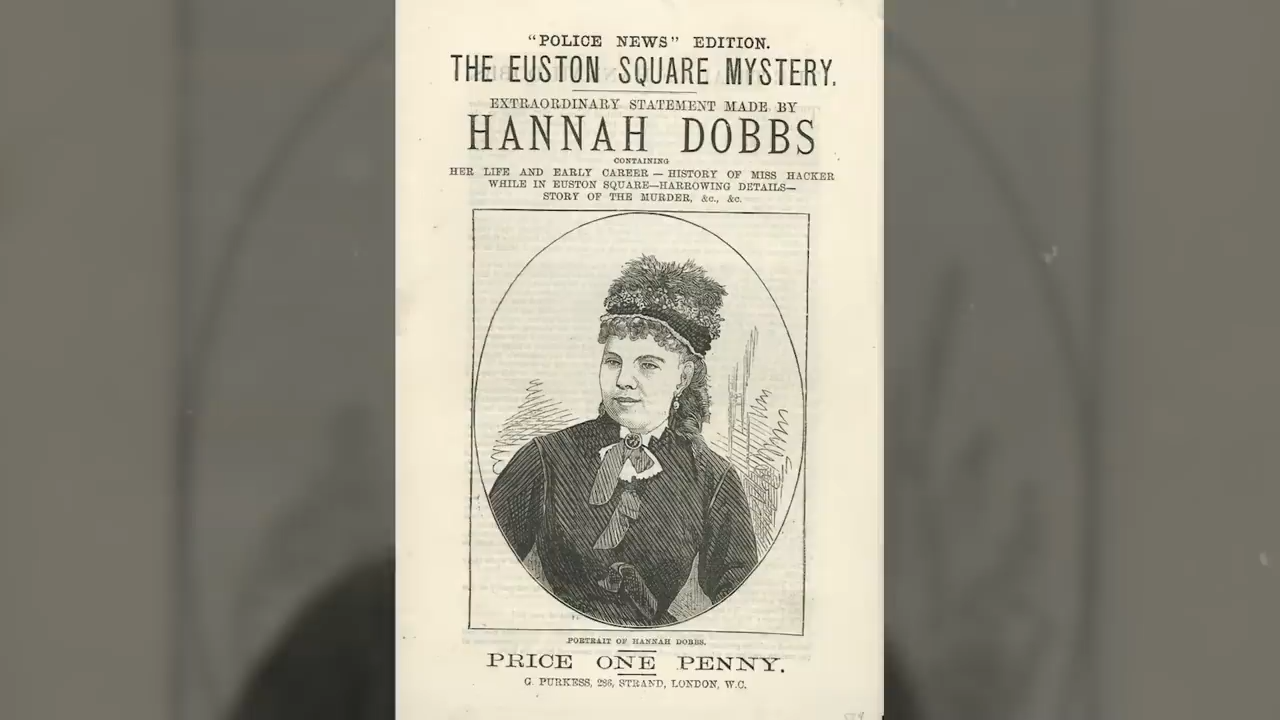 "POLICE NEWS" EDITION.
THE EUSTON SQUARE MYSTERY.
EXTRAORDINARY STATEMENT MADE BY
HANNAH DOBBS
CONTAINING
HER LIFE AND EARLY CAREER — HISTORY OF MISS HACKER
WHILE IN EUSTON SQUARE—HARROWING DETAILS—
STORY OF THE MURDER, &c., &c.
PORTRAIT OF HANNAH DOBBS.
PRICE ONE PENNY.
G. PURKESS, 286, STRAND, LONDON, W.C.